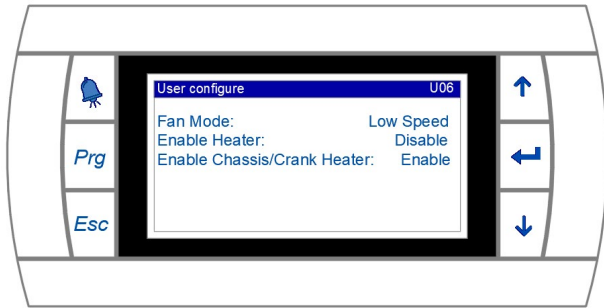 User configure U06
Fan Mode: Low Speed
Enable Heater: Disable
Enable Chassis/Crank Heater: Enable
Prg
Esc